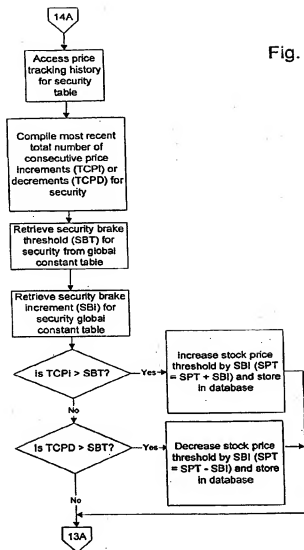 14A
Fig.
Access price
tracking history
for security
table
Compile most recent
total number of
consecutive price
increments (TCPI) or
decrements (TCPD) for
security
Retrieve security brake
threshold (SBT) for
security from global
constant table
Retrieve security brake
increment (SBI) for
security global
constant table
is TCPI > SBT?
Yes
Increase stock price
threshold by SBI (SPT
= SPT + SBI) and store
in database
No
Is TCPD > SBT?
Yes
Decrease stock price
threshold by SBI (SPT
= SPT - SBI) and store
in database
No
13A